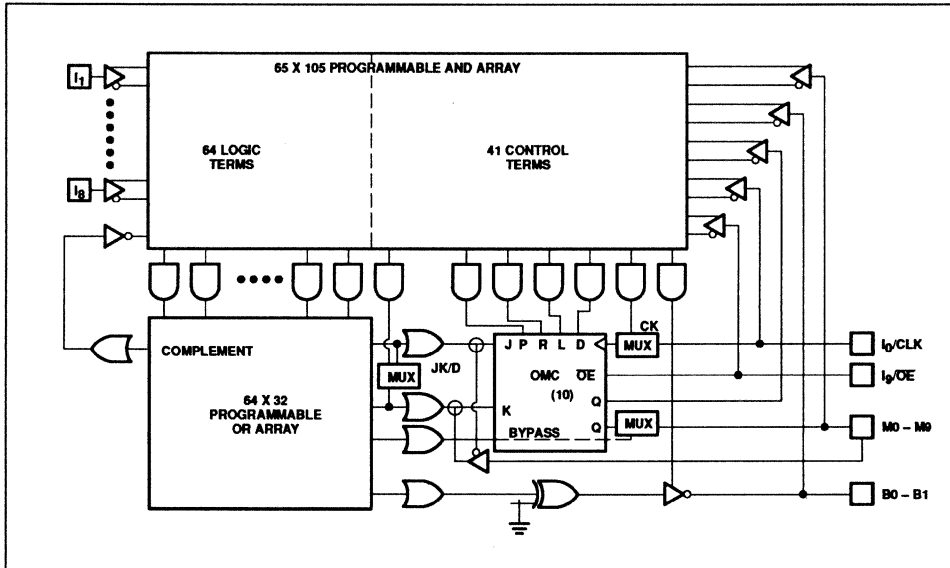 65 X 105 PROGRAMMABLE AND ARRAY
I1
64 LOGIC
TERMS
41 CONTROL
TERMS
I8
CK
COMPLEMENT
J P R L D
MUX
I0/CLK
JK/D
MUX
OMC
OE
I9/OE
(10)
64 X 32
PROGRAMMABLE
OR ARRAY
K
Q
Q
MUX
M0 – M9
BYPASS
B0 – B1